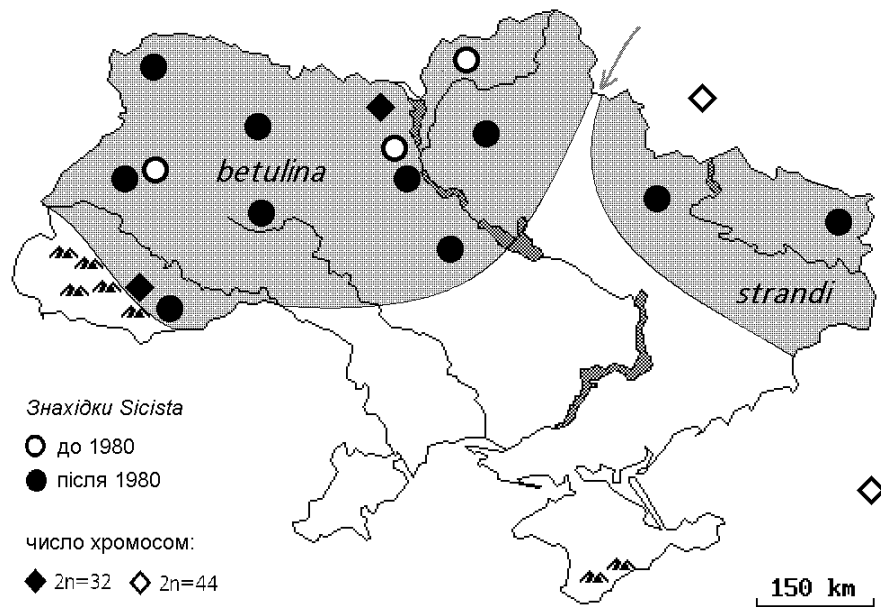 betulina
strandi
Знахідки Sicista
до 1980
після 1980
число хромосом:
2n=32 2n=44
150 km